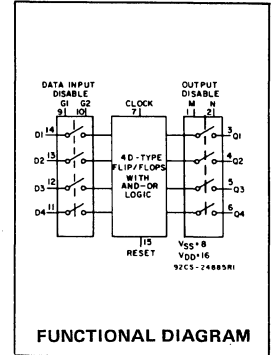 DATA INPUT DISABLE
G1 G2
9 10
CLOCK
7
OUTPUT DISABLE
M N
1 2
D1 14
D2 13
D3 12
D4 11
4 D-TYPE
FLIP/FLOPS
WITH
AND-OR
LOGIC
3 Q1
4 Q2
5 Q3
6 Q4
15
RESET
VSS=8
VDD=16
92CS-24885R1
FUNCTIONAL DIAGRAM